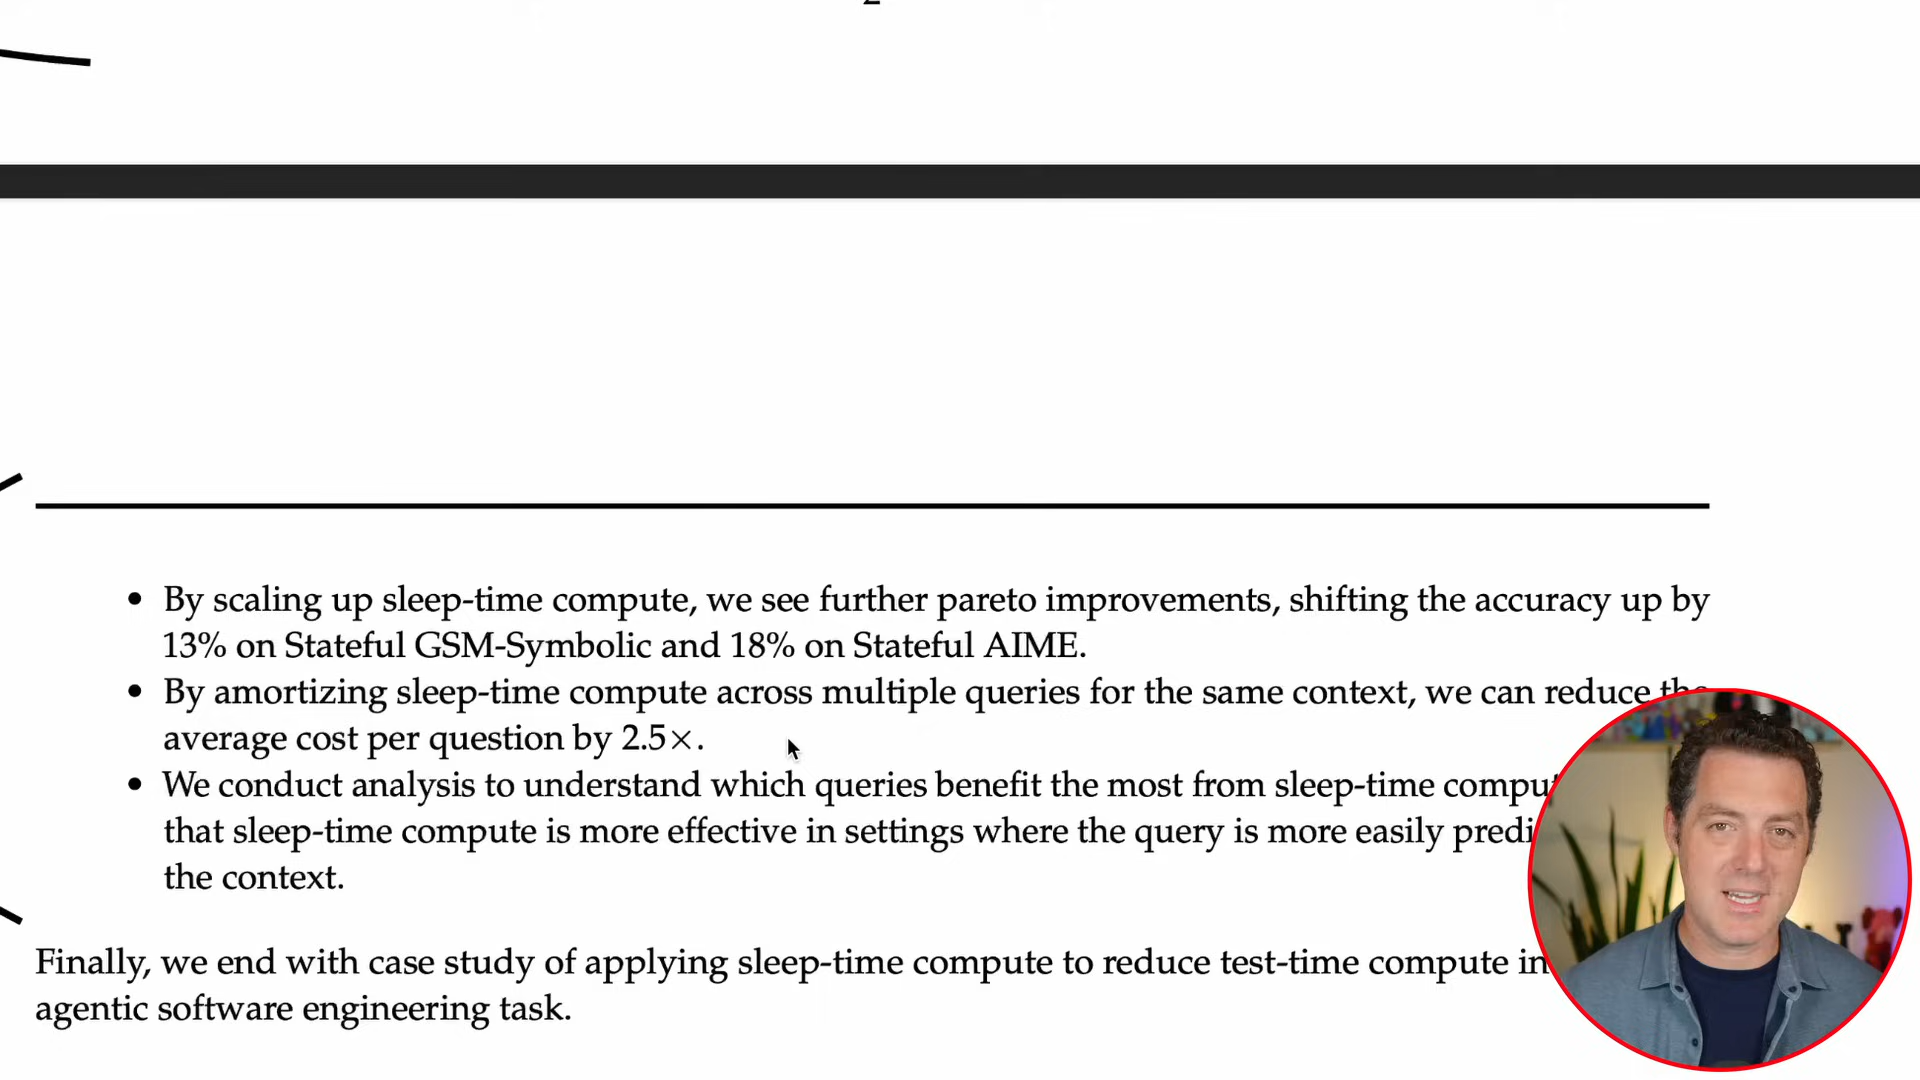 • By scaling up sleep-time compute, we see further pareto improvements, shifting the accuracy up by
13% on Stateful GSM-Symbolic and 18% on Stateful AIME.
• By amortizing sleep-time compute across multiple queries for the same context, we can reduce the
average cost per question by 2.5×.
• We conduct analysis to understand which queries benefit the most from sleep-time
that sleep-time compute is more effective in settings where the query is more easily
the context.
Finally, we end with case study of applying sleep-time compute to reduce test-time compute in
agentic software engineering task.